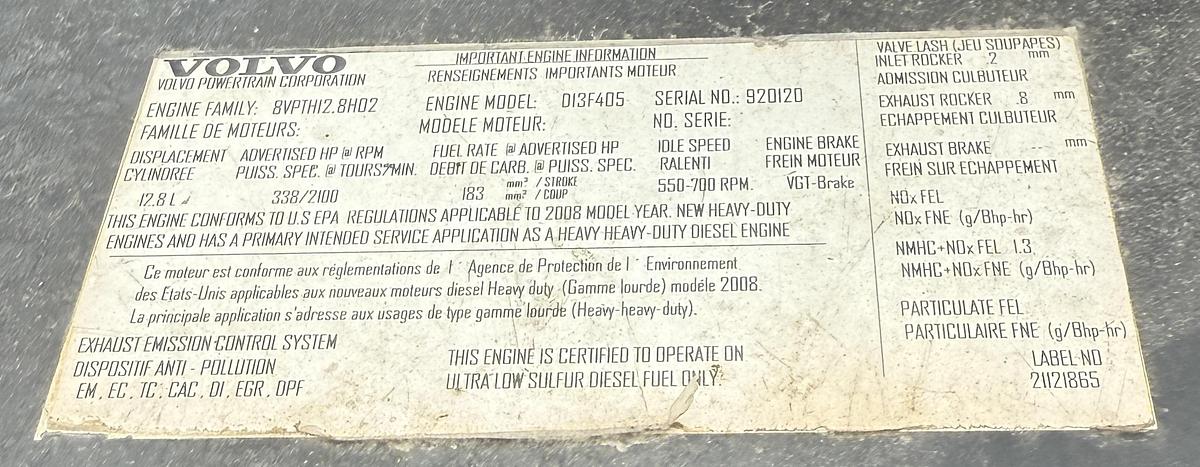 VOLVO
VOLVO POWERTRAIN CORPORATION
IMPORTANT ENGINE INFORMATION
RENSEIGNEMENTS IMPORTANTS MOTEUR
ENGINE FAMILY: 8VPTH12.8H02
FAMILLE DE MOTEURS:
ENGINE MODEL: D13F405
MODELE MOTEUR:
SERIAL NO.: 920120
NO. SERIE:
DISPLACEMENT
CYLINDREE
12.8 L
ADVERTISED HP @ RPM
PUISS. SPEC. @ TOURS/MIN.
338/2100
FUEL RATE @ ADVERTISED HP
DEBIT DE CARB. @ PUISS. SPEC.
183 mm³ / STROKE
mm³ / COUP
IDLE SPEED
RALENTI
550-700 RPM.
ENGINE BRAKE
FREIN MOTEUR
VGT-Brake
THIS ENGINE CONFORMS TO U.S EPA REGULATIONS APPLICABLE TO 2008 MODEL YEAR. NEW HEAVY-DUTY
ENGINES AND HAS A PRIMARY INTENDED SERVICE APPLICATION AS A HEAVY HEAVY-DUTY DIESEL ENGINE
Ce moteur est conforme aux réglementations de l ' Agence de Protection de l ' Environnement
des Etats-Unis applicables aux nouveaux moteurs diesel Heavy duty (Gamme lourde) modéle 2008.
La principale application s'adresse aux usages de type gamme lourde (Heavy-heavy-duty).
EXHAUST EMISSION CONTROL SYSTEM
DISPOSITIF ANTI - POLLUTION
EM, EC, TC, CAC, DI, EGR, DPF
THIS ENGINE IS CERTIFIED TO OPERATE ON
ULTRA LOW SULFUR DIESEL FUEL ONLY.
VALVE LASH (JEU SOUPAPES)
INLET ROCKER .2 mm
ADMISSION CULBUTEUR
EXHAUST ROCKER .8 mm
ECHAPPEMENT CULBUTEUR
EXHAUST BRAKE -- mm
FREIN SUR ECHAPPEMENT
NOx FEL
NOx FNE (g/Bhp-hr)
NMHC+NOx FEL 1.3
NMHC+NOx FNE (g/Bhp-hr)
PARTICULATE FEL
PARTICULAIRE FNE (g/Bhp-hr)
LABEL NO
21121865